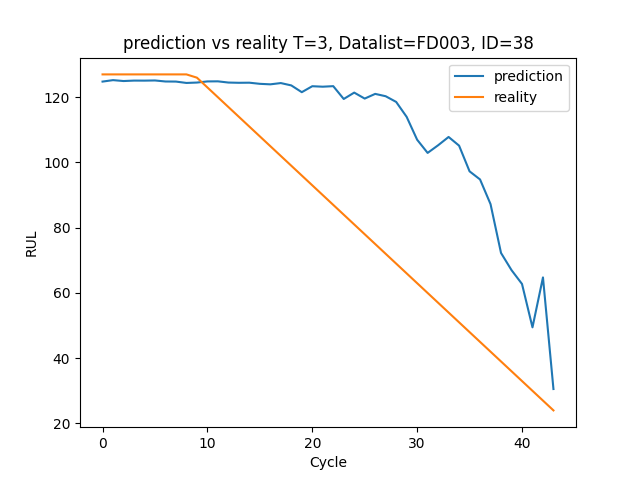 prediction vs reality T=3, Datalist=FD003, ID=38
prediction
reality
120
100
80
60
40
20
RUL
0 10 20 30 40
Cycle